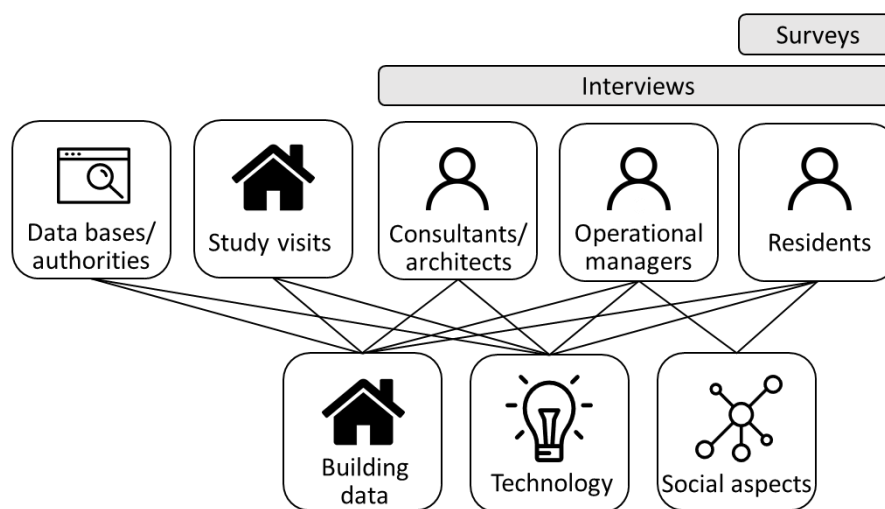 Surveys
Interviews
Data bases/
authorities
Study visits
Consultants/
architects
Operational
managers
Residents
Building
data
Technology
Social aspects